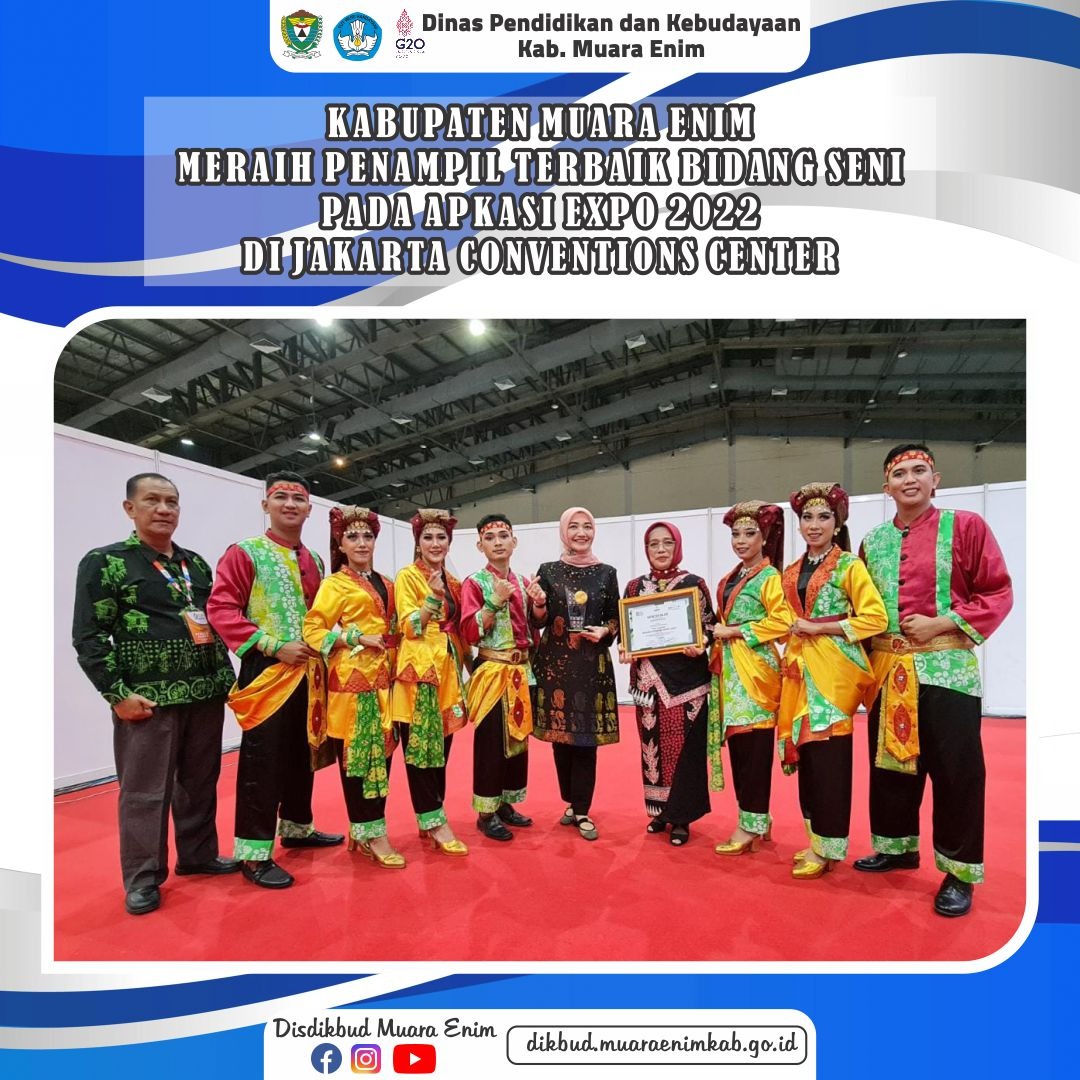 Dinas Pendidikan dan Kebudayaan
Kab. Muara Enim
G20
KABUPATEN MUARA ENIM
MERAIH PENAMPIL TERBAIK BIDANG SENI
PADA APKASI EXPO 2022
DI JAKARTA CONVENTIONS CENTER
Disdikbud Muara Enim
dikbud.muaraenimkab.go.id